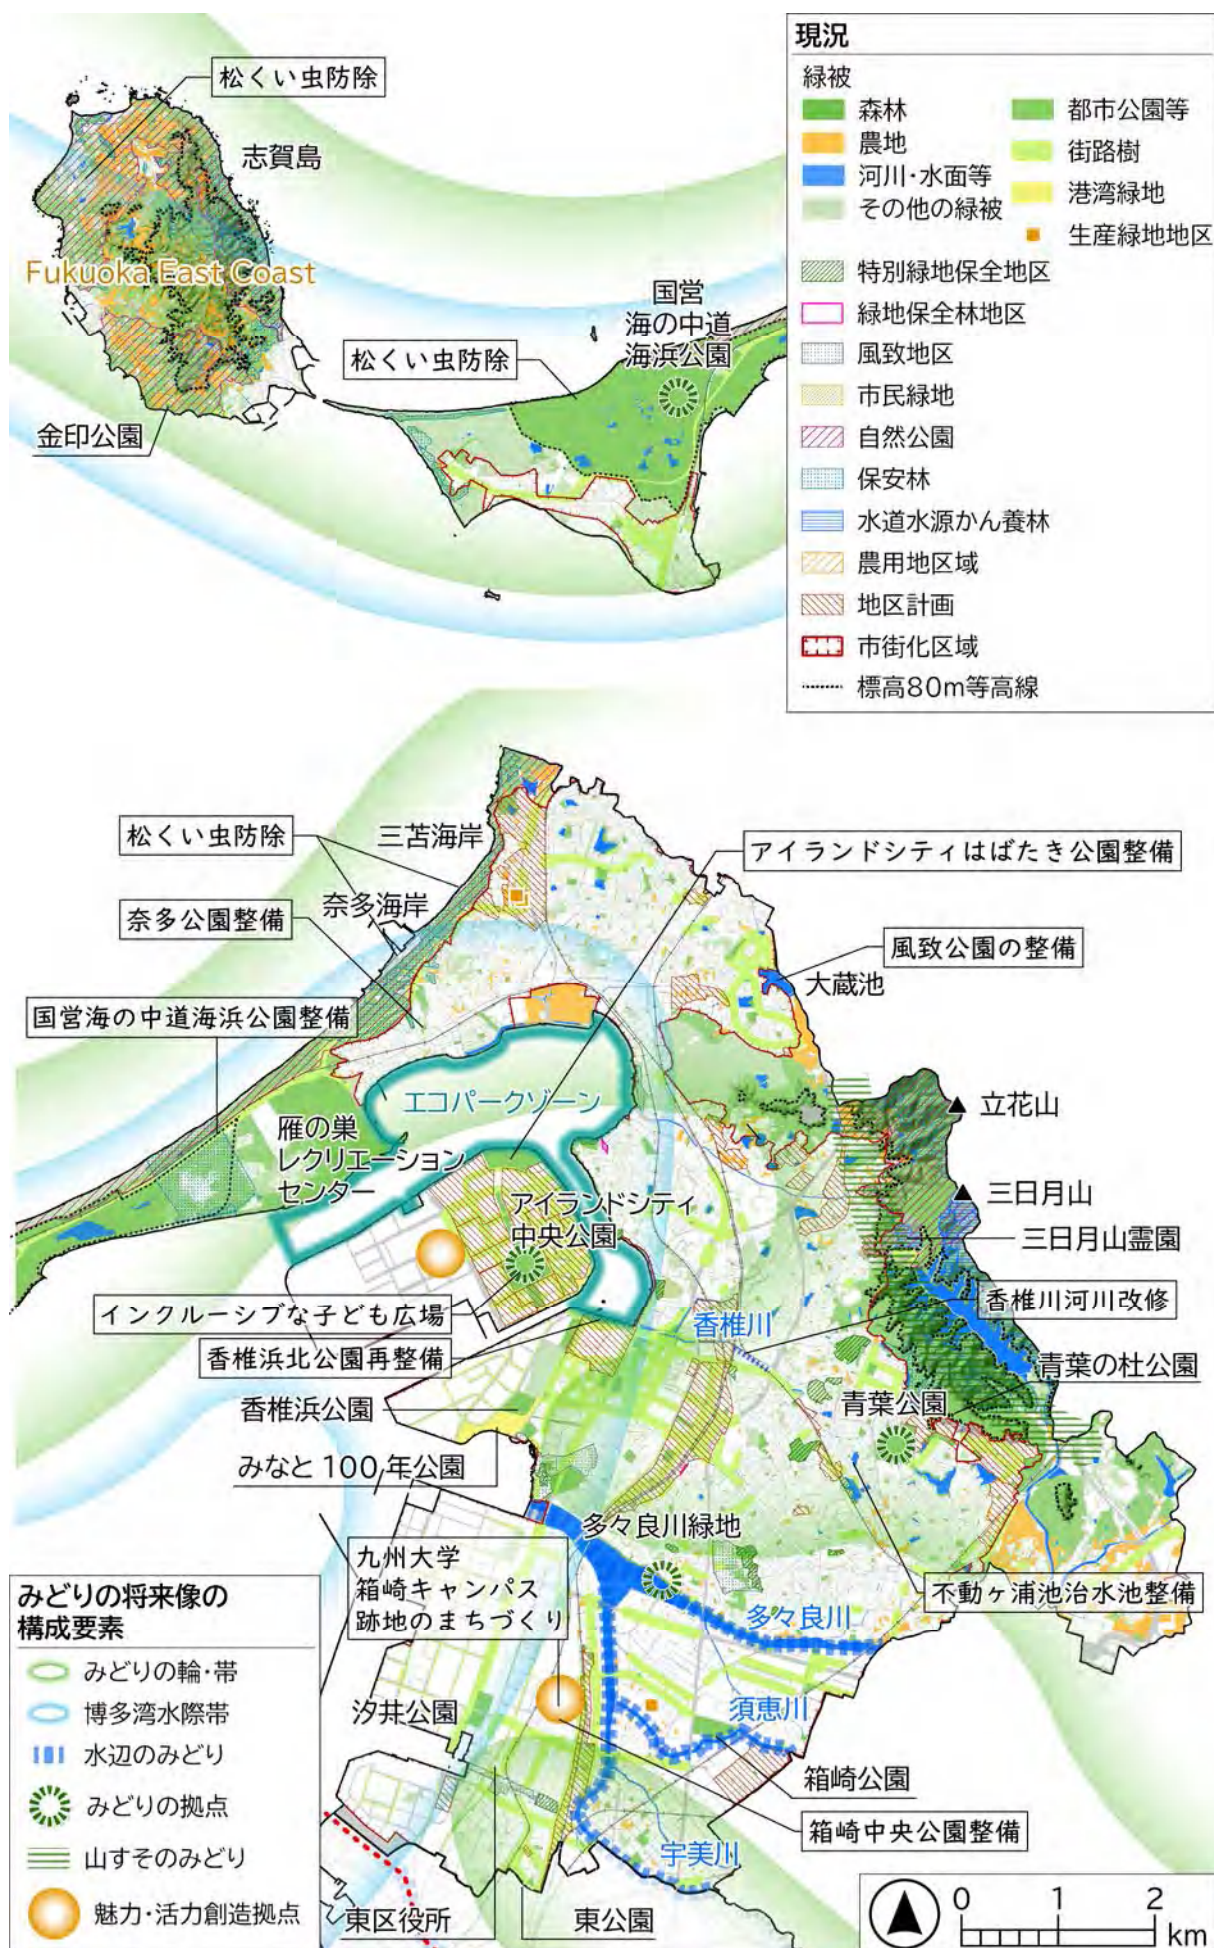 現況
緑被
森林
農地
河川・水面等
その他の緑被
都市公園等
街路樹
港湾緑地
生産緑地地区
特別緑地保全地区
緑地保全林地区
風致地区
市民緑地
自然公園
保安林
水道水源かん養林
農用地区域
地区計画
市街化区域
標高80m等高線
松くい虫防除
志賀島
Fukuoka East Coast
金印公園
国営
海の中道
海浜公園
松くい虫防除
松くい虫防除
三苫海岸
奈多海岸
奈多公園整備
国営海の中道海浜公園整備
アイランドシティはばたき公園整備
風致公園の整備
大蔵池
エコパークゾーン
雁の巣
レクリエーション
センター
アイランドシティ
中央公園
立花山
三日月山
三日月山霊園
インクルーシブな子ども広場
香椎浜北公園再整備
香椎川
香椎川河川改修
香椎浜公園
青葉の杜公園
青葉公園
みなと100年公園
多々良川緑地
九州大学
箱崎キャンパス
跡地のまちづくり
多々良川
不動ヶ浦池治水池整備
須恵川
汐井公園
箱崎公園
箱崎中央公園整備
宇美川
東区役所
東公園
みどりの将来像の
構成要素
みどりの輪・帯
博多湾水際帯
水辺のみどり
みどりの拠点
山すそのみどり
魅力・活力創造拠点
0 1 2
km